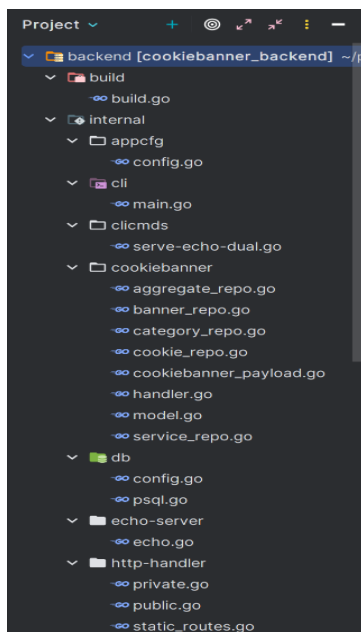 Project
backend [cookiebanner_backend] ~/p
build
build.go
internal
appcfg
config.go
cli
main.go
clicmds
serve-echo-dual.go
cookiebanner
aggregate_repo.go
banner_repo.go
category_repo.go
cookie_repo.go
cookiebanner_payload.go
handler.go
model.go
service_repo.go
db
config.go
psql.go
echo-server
echo.go
http-handler
private.go
public.go
static_routes.go